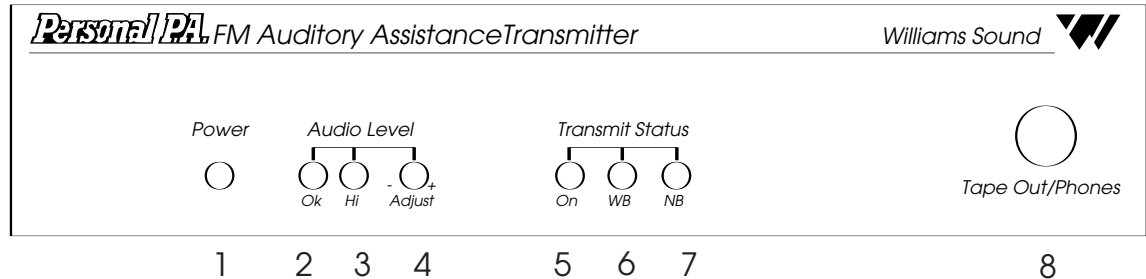 Personal PA FM Auditory AssistanceTransmitter Williams Sound
Power Audio Level Transmit Status
Ok Hi - + Adjust On WB NB Tape Out/Phones
1 2 3 4 5 6 7 8